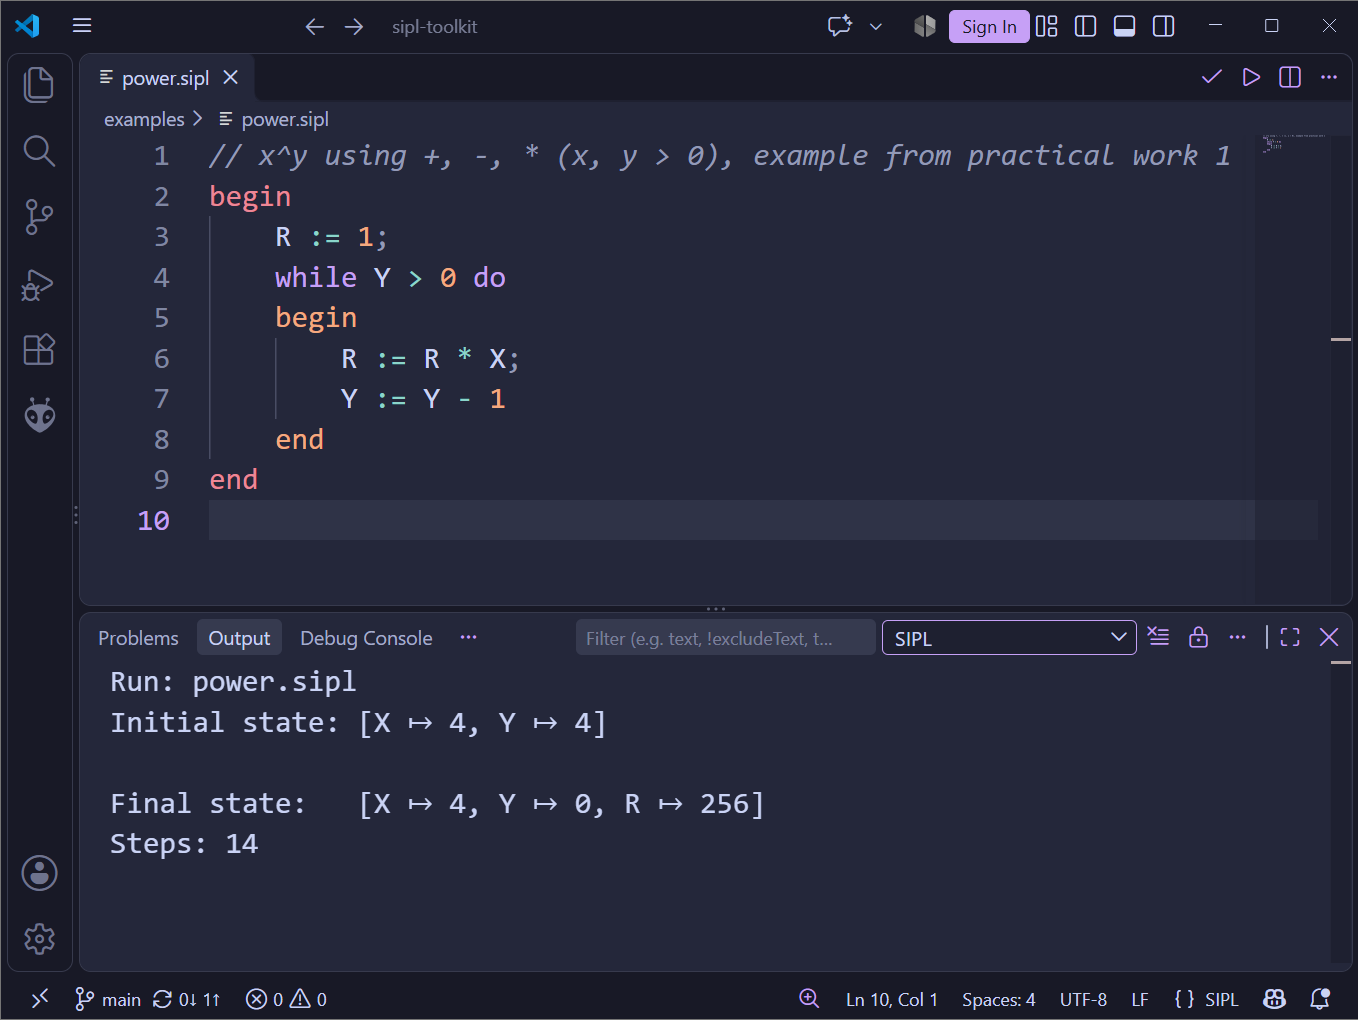 sipl-toolkit
Sign In
power.sipl
examples > power.sipl
1 // x^y using +, -, * (x, y > 0), example from practical work 1
2 begin
3 R := 1;
4 while Y > 0 do
5 begin
6 R := R * X;
7 Y := Y - 1
8 end
9 end
10
Problems Output Debug Console ··· Filter (e.g. text, !excludeText, t... SIPL
Run: power.sipl
Initial state: [X ↦ 4, Y ↦ 4]
Final state: [X ↦ 4, Y ↦ 0, R ↦ 256]
Steps: 14
main 0↓ 1↑ 0 0 Ln 10, Col 1 Spaces: 4 UTF-8 LF { } SIPL